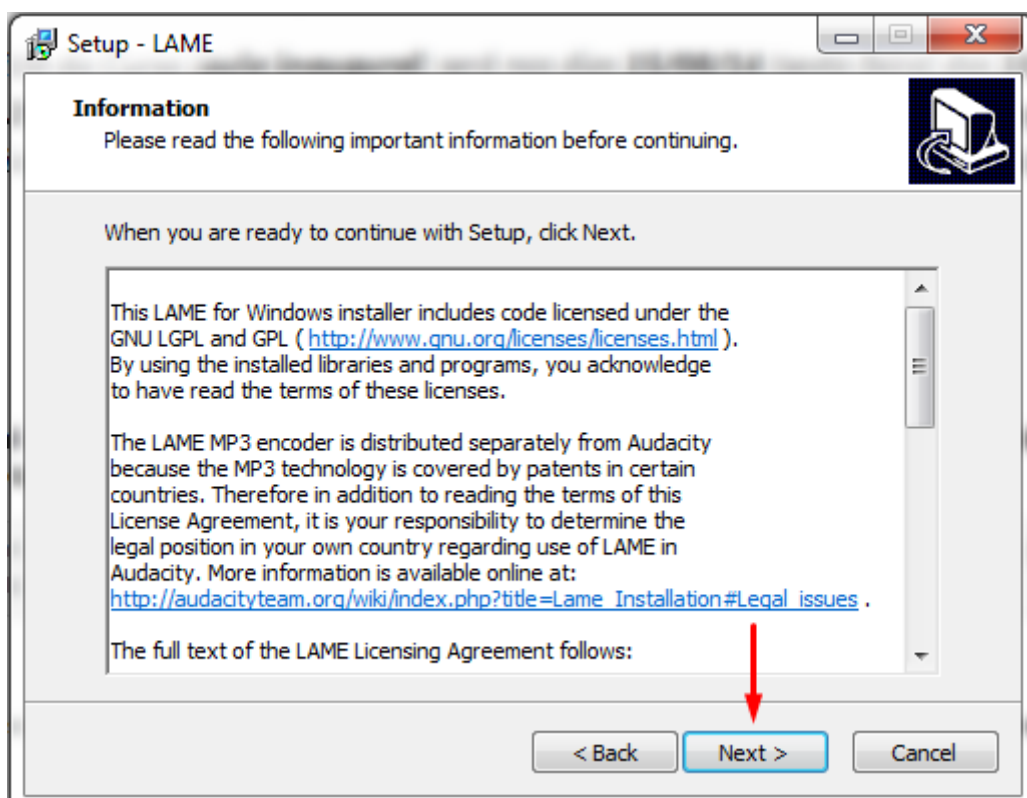 Setup - LAME
Information
Please read the following important information before continuing.
When you are ready to continue with Setup, click Next.
This LAME for Windows installer includes code licensed under the
GNU LGPL and GPL ( http://www.gnu.org/licenses/licenses.html ).
By using the installed libraries and programs, you acknowledge
to have read the terms of these licenses.
The LAME MP3 encoder is distributed separately from Audacity
because the MP3 technology is covered by patents in certain
countries. Therefore in addition to reading the terms of this
License Agreement, it is your responsibility to determine the
legal position in your own country regarding use of LAME in
Audacity. More information is available online at:
http://audacityteam.org/wiki/index.php?title=Lame_Installation#Legal_issues .
The full text of the LAME Licensing Agreement follows:
< Back Next > Cancel